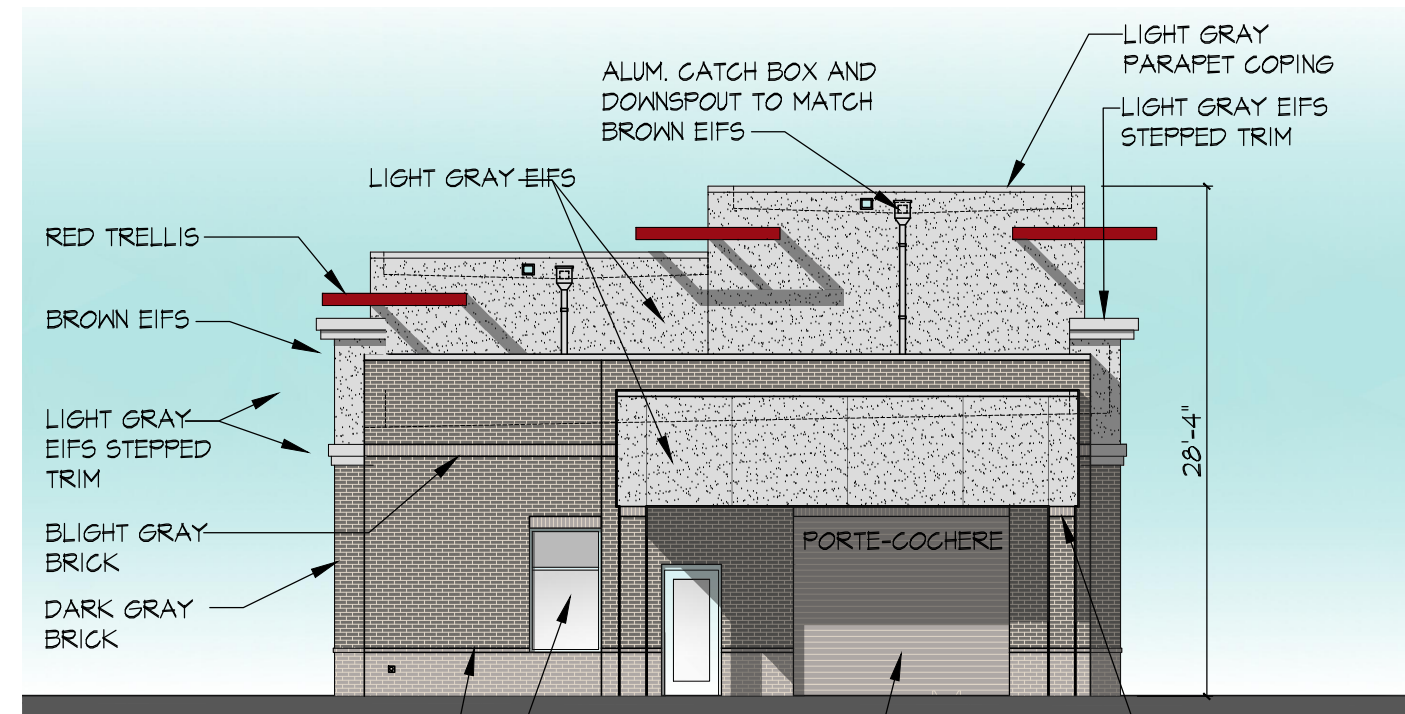 LIGHT GRAY
PARAPET COPING
ALUM. CATCH BOX AND
DOWNSPOUT TO MATCH
BROWN EIFS
LIGHT GRAY EIFS
STEPPED TRIM
LIGHT GRAY EIFS
RED TRELLIS
BROWN EIFS
LIGHT GRAY
EIFS STEPPED
TRIM
28'-4"
BLIGHT GRAY
BRICK
PORTE-COCHERE
DARK GRAY
BRICK